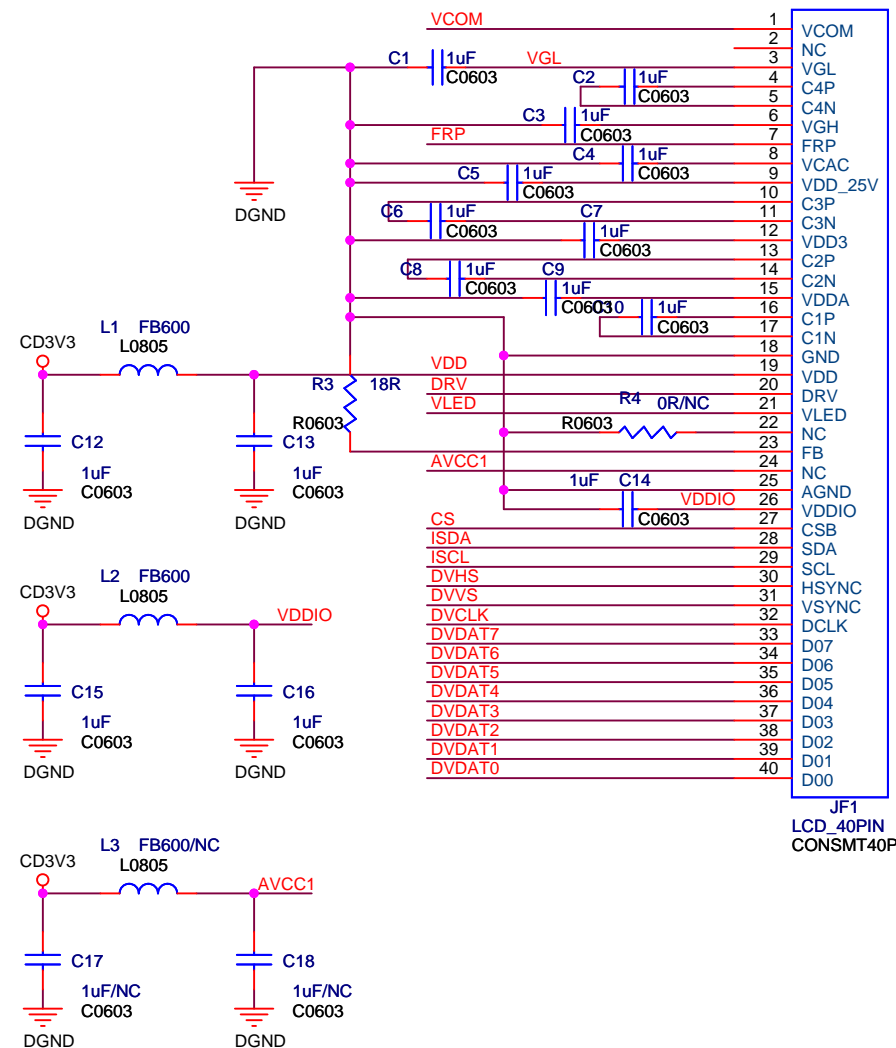 VCOM 1 VCOM
2 NC
C1 1uF C0603 VGL 3 VGL
C2 1uF C0603 4 C4P
5 C4N
C3 1uF C0603 6 VGH
FRP 7 FRP
C4 1uF C0603 8 VCAC
C5 1uF C0603 9 VDD_25V
10 C3P
C6 1uF C0603 11 C3N
C7 1uF C0603 12 VDD3
13 C2P
C8 1uF C0603 14 C2N
C9 1uF C0603 15 VDDA
C10 1uF C0603 16 C1P
17 C1N
18 GND
VDD 19 VDD
DRV 20 DRV
VLED 21 VLED
R4 0R/NC R0603 22 NC
23 FB
AVCC1 24 NC
25 AGND
1uF C14 C0603 VDDIO 26 VDDIO
CS 27 CSB
ISDA 28 SDA
ISCL 29 SCL
DVHS 30 HSYNC
DVVS 31 VSYNC
DVCLK 32 DCLK
DVDAT7 33 D07
DVDAT6 34 D06
DVDAT5 35 D05
DVDAT4 36 D04
DVDAT3 37 D03
DVDAT2 38 D02
DVDAT1 39 D01
DVDAT0 40 D00
JF1
LCD_40PIN
CONSMT40P
DGND
R3 18R
R0603
L1 FB600
CD3V3 L0805
C12 C13
1uF 1uF
C0603 C0603
DGND DGND
L2 FB600
CD3V3 L0805
VDDIO
C15 C16
1uF 1uF
C0603 C0603
DGND DGND
L3 FB600/NC
CD3V3 L0805
AVCC1
C17 C18
1uF/NC 1uF/NC
C0603 C0603
DGND DGND